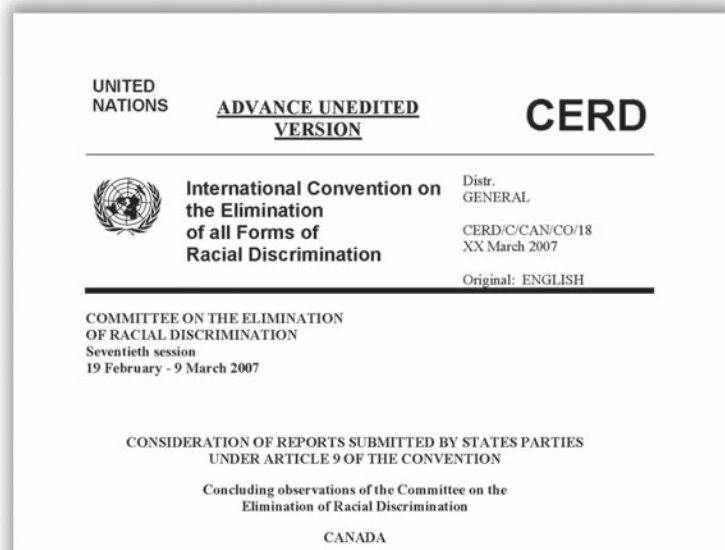 UNITED
NATIONS
ADVANCE UNEDITED
VERSION
CERD
International Convention on
the Elimination
of all Forms of
Racial Discrimination
Distr.
GENERAL
CERD/C/CAN/CO/18
XX March 2007
Original: ENGLISH
COMMITTEE ON THE ELIMINATION
OF RACIAL DISCRIMINATION
Seventieth session
19 February - 9 March 2007
CONSIDERATION OF REPORTS SUBMITTED BY STATES PARTIES
UNDER ARTICLE 9 OF THE CONVENTION
Concluding observations of the Committee on the
Elimination of Racial Discrimination
CANADA